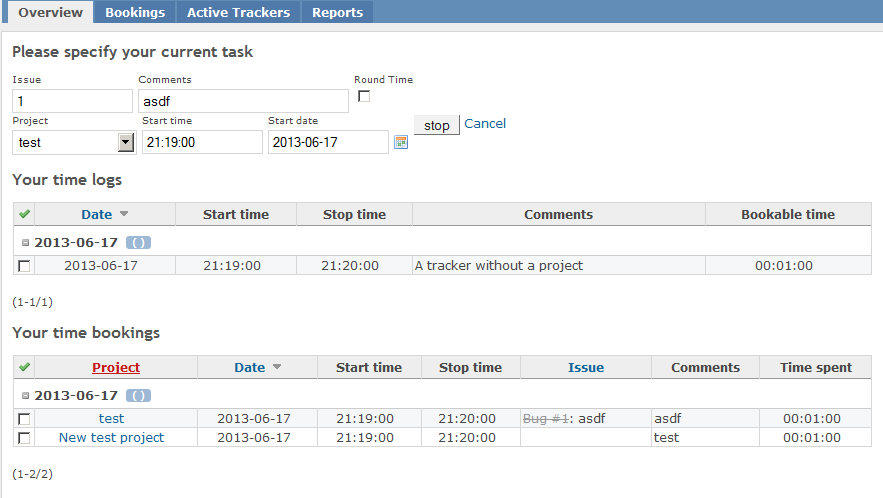 Overview Bookings Active Trackers Reports
Please specify your current task
Issue Comments Round Time
1 asdf
Project Start time Start date
test 21:19:00 2013-06-17 stop Cancel
Your time logs
Date Start time Stop time Comments Bookable time
2013-06-17 ()
2013-06-17 21:19:00 21:20:00 A tracker without a project 00:01:00
(1-1/1)
Your time bookings
Project Date Start time Stop time Issue Comments Time spent
2013-06-17 ()
test 2013-06-17 21:19:00 21:20:00 Bug #1: asdf asdf 00:01:00
New test project 2013-06-17 21:19:00 21:20:00 test 00:01:00
(1-2/2)